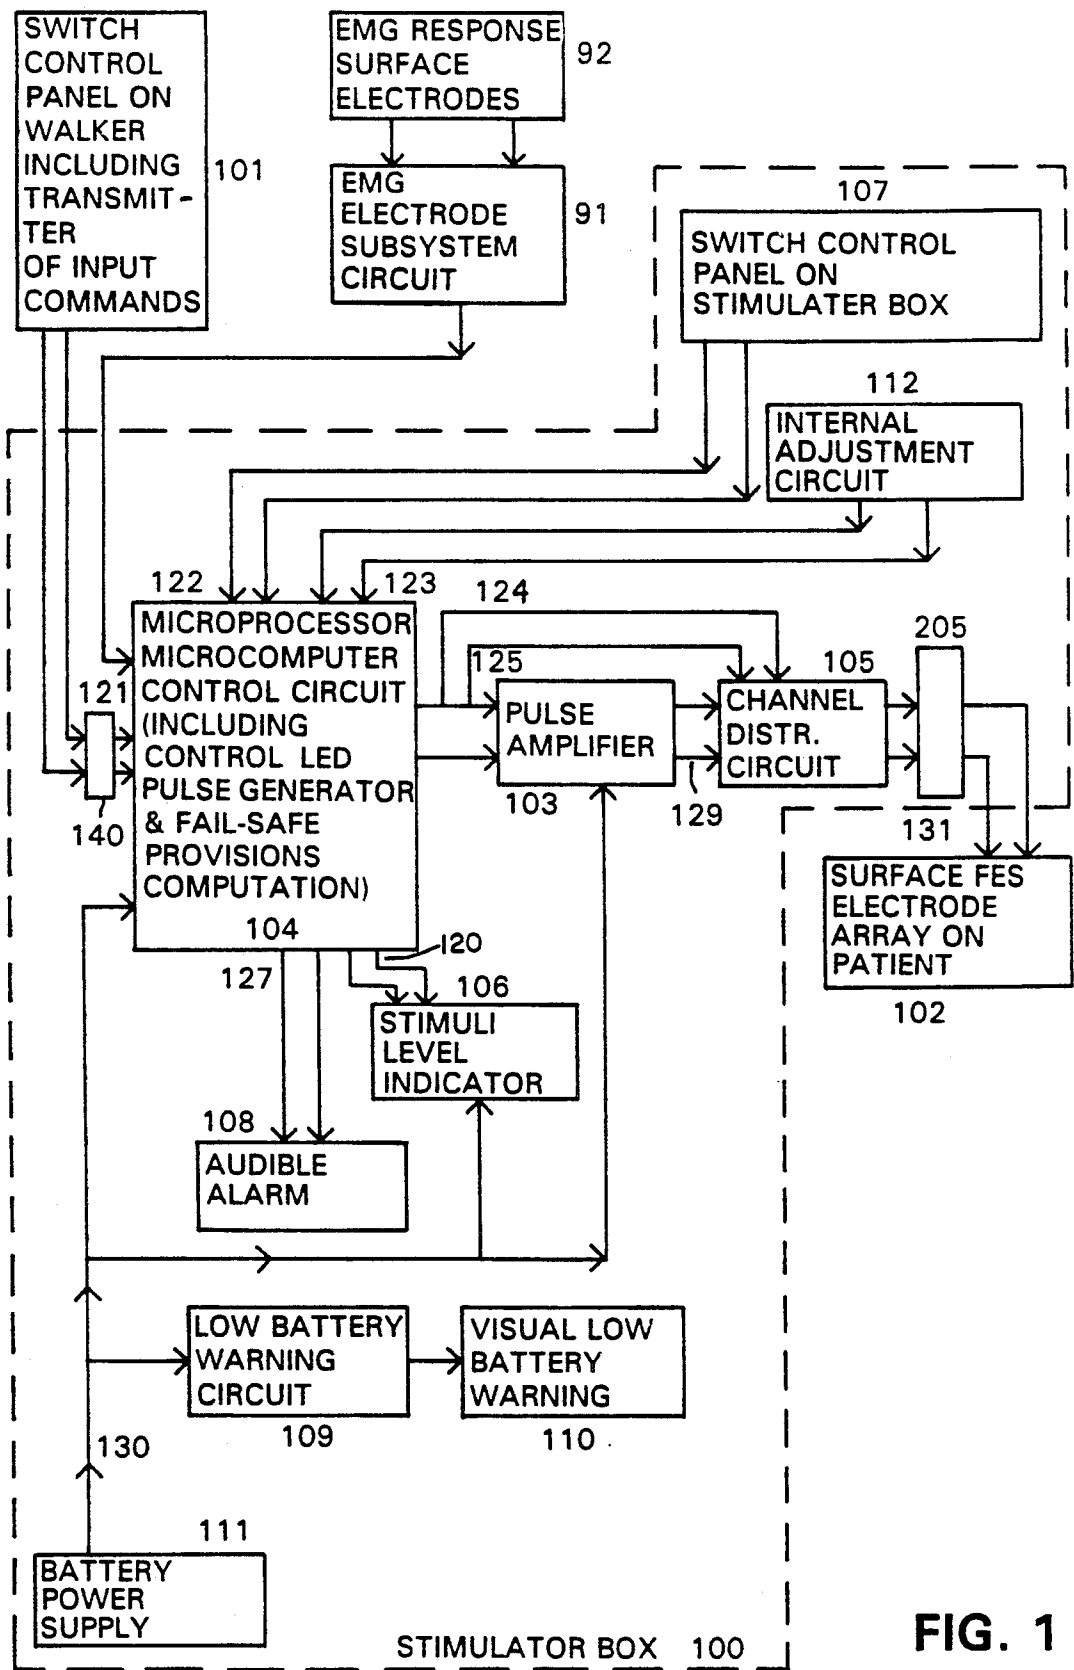 SWITCH
CONTROL
PANEL ON
WALKER
INCLUDING
TRANSMIT-
TER
OF INPUT
COMMANDS
101
EMG RESPONSE
SURFACE
ELECTRODES
92
EMG
ELECTRODE
SUBSYSTEM
CIRCUIT
91
107
SWITCH CONTROL
PANEL ON
STIMULATER BOX
112
INTERNAL
ADJUSTMENT
CIRCUIT
122
123
124
125
121
140
MICROPROCESSOR
MICROCOMPUTER
CONTROL CIRCUIT
(INCLUDING
CONTROL LED
PULSE GENERATOR
& FAIL-SAFE
PROVISIONS
COMPUTATION)
104
PULSE
AMPLIFIER
103
129
105
CHANNEL
DISTR.
CIRCUIT
205
131
SURFACE FES
ELECTRODE
ARRAY ON
PATIENT
102
127
120
106
STIMULI
LEVEL
INDICATOR
108
AUDIBLE
ALARM
LOW BATTERY
WARNING
CIRCUIT
109
VISUAL LOW
BATTERY
WARNING
110
130
111
BATTERY
POWER
SUPPLY
STIMULATOR BOX 100
FIG. 1